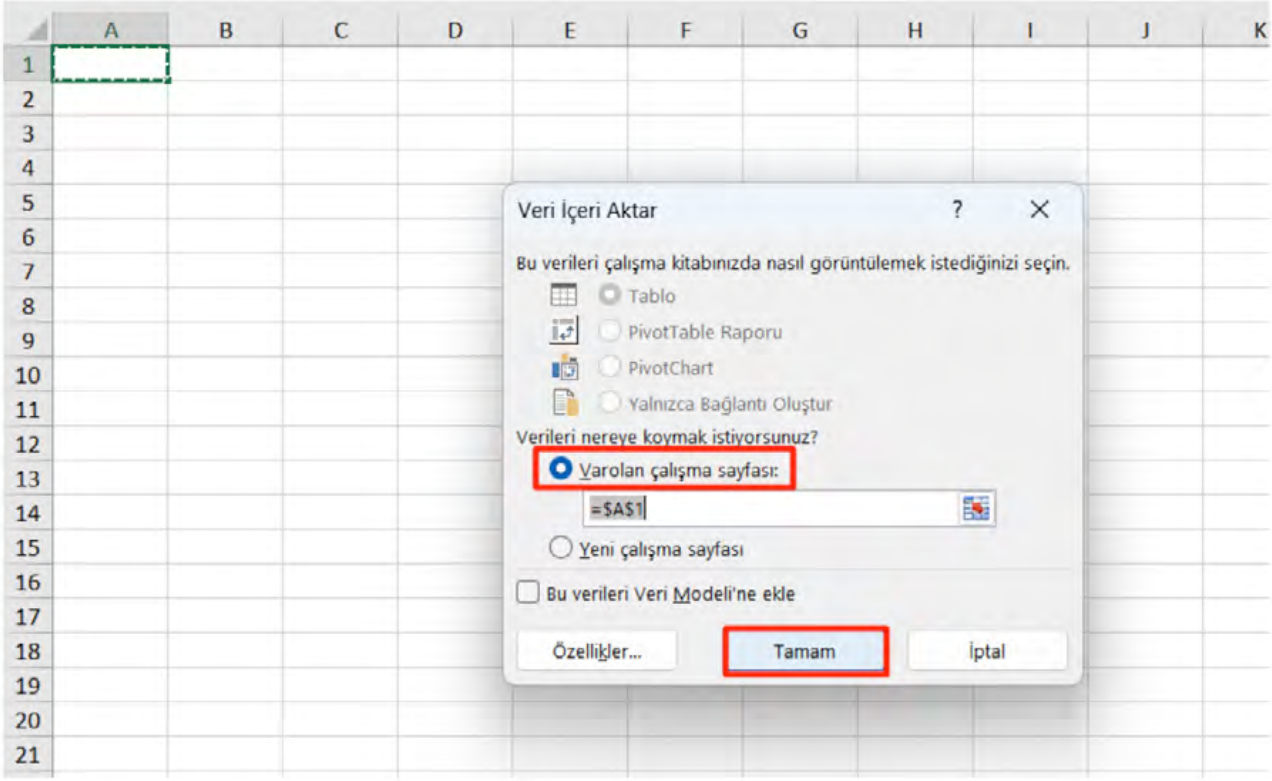 A B C D E F G H I J K
1
2
3
4
5
Veri İçeri Aktar ? X
6
7
Bu verileri çalışma kitabınızda nasıl görüntülemek istediğinizi seçin.
8
Tablo
9
PivotTable Raporu
10
PivotChart
11
Yalnızca Bağlantı Oluştur
12
Verileri nereye koymak istiyorsunuz?
13
Varolan çalışma sayfası:
14
=$A$1
15
Yeni çalışma sayfası
16
Bu verileri Veri Modeli'ne ekle
17
18
Özellikler... Tamam İptal
19
20
21